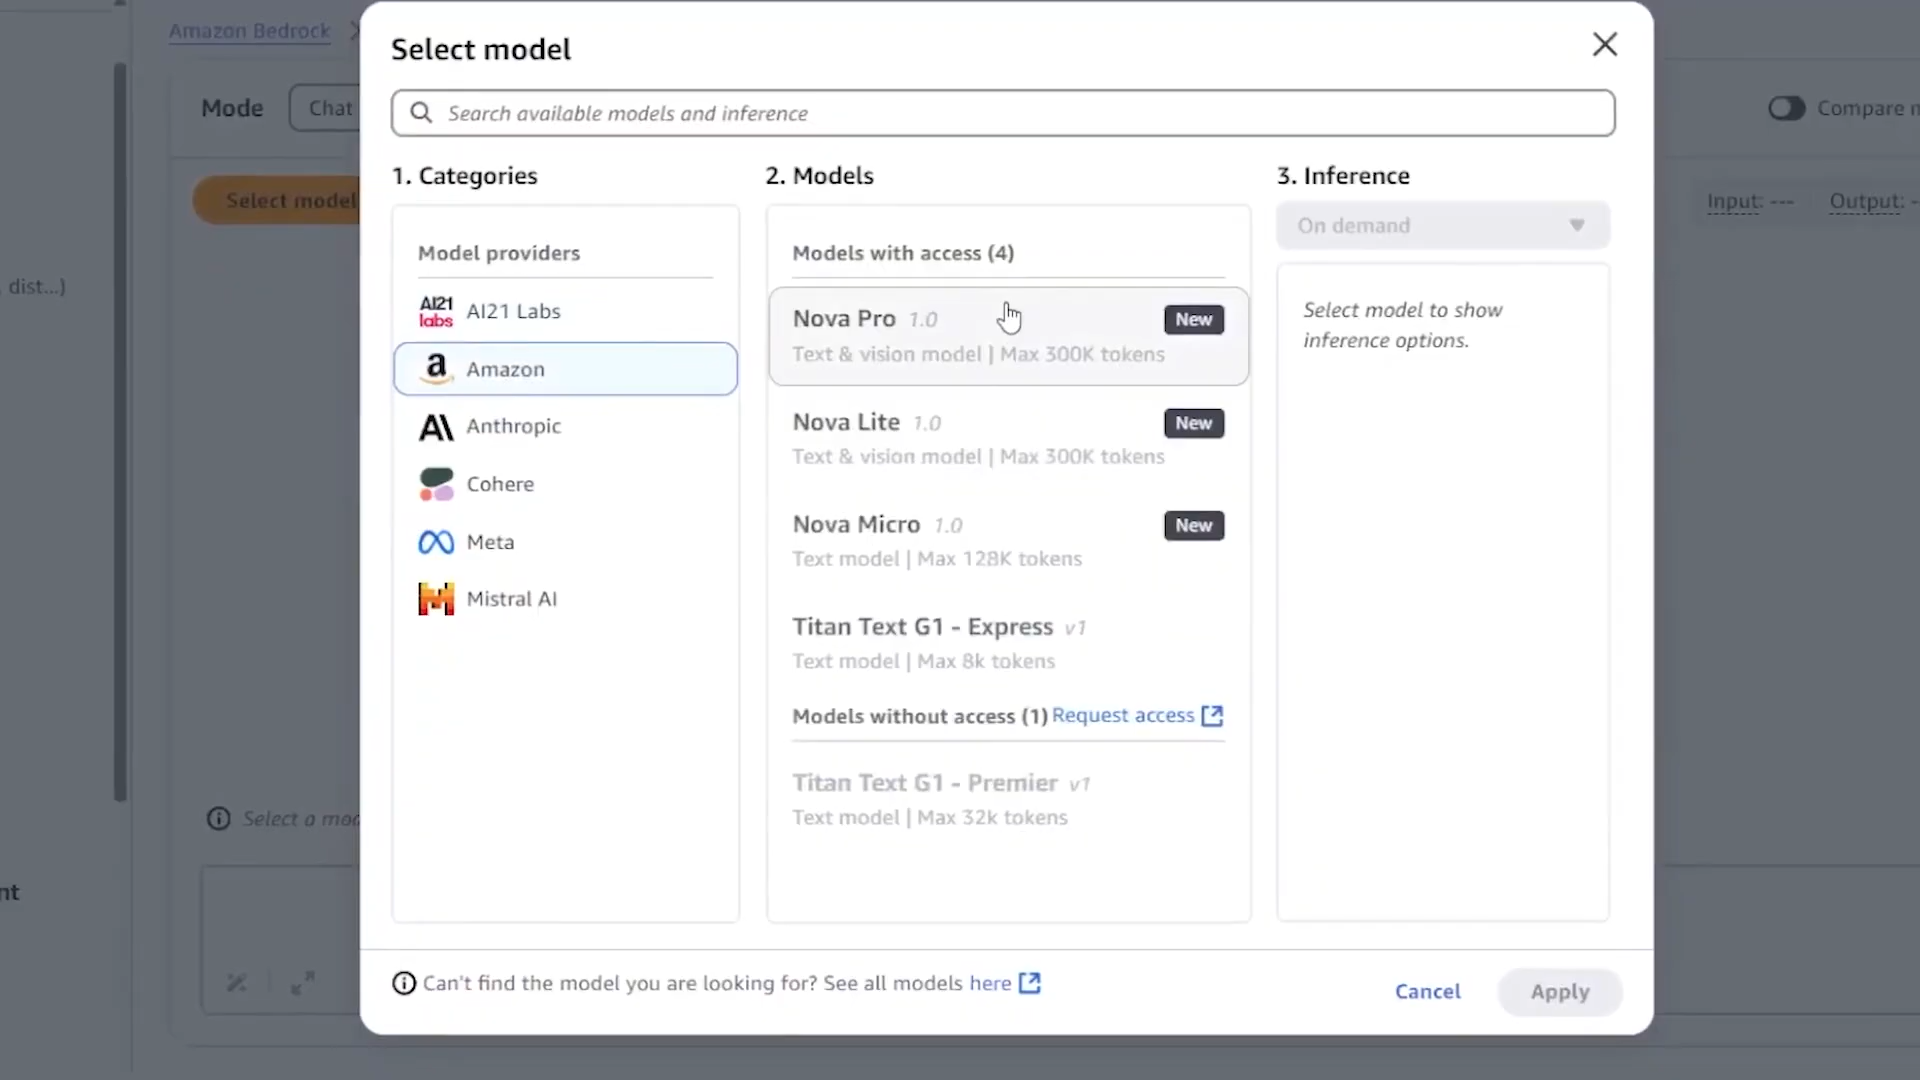 Amazon Bedrock
Select model
Search available models and inference
Mode
Chat
Compare
1. Categories
2. Models
3. Inference
Select model
On demand
Input: ---
Output: -
Model providers
Models with access (4)
dist...)
AI21 labs AI21 Labs
Nova Pro 1.0 New
Text & vision model | Max 300K tokens
Select model to show
inference options.
Amazon
Anthropic
Nova Lite 1.0 New
Text & vision model | Max 300K tokens
Cohere
Nova Micro 1.0 New
Text model | Max 128K tokens
Meta
Mistral AI
Titan Text G1 - Express v1
Text model | Max 8k tokens
Models without access (1) Request access
Titan Text G1 - Premier v1
Text model | Max 32k tokens
Select a mo
nt
Can't find the model you are looking for? See all models here
Cancel
Apply